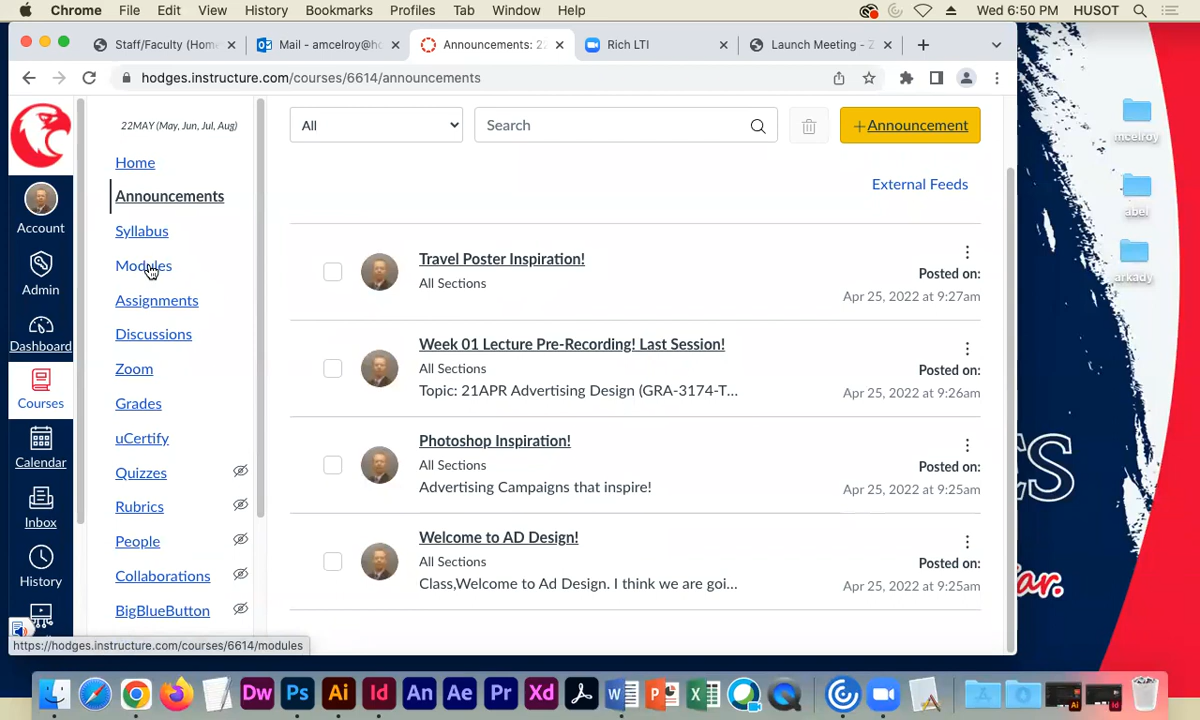 Chrome File Edit View History Bookmarks Profiles Tab Window Help Wed 6:50 PM HUSOT
Staff/Faculty (Hom Mail - amcelroy@ho Announcements: 22 Rich LTI Launch Meeting - Z
hodges.instructure.com/courses/6614/announcements
22MAY (May, Jun, Jul, Aug)
Home
Announcements
Syllabus
Modules
Assignments
Discussions
Zoom
Grades
uCertify
Quizzes
Rubrics
People
Collaborations
BigBlueButton
Account
Admin
Dashboard
Courses
Calendar
Inbox
History
All Search +Announcement
External Feeds
Travel Poster Inspiration!
All Sections
Posted on:
Apr 25, 2022 at 9:27am
Week 01 Lecture Pre-Recording! Last Session!
All Sections
Topic: 21APR Advertising Design (GRA-3174-T...
Posted on:
Apr 25, 2022 at 9:26am
Photoshop Inspiration!
All Sections
Advertising Campaigns that inspire!
Posted on:
Apr 25, 2022 at 9:25am
Welcome to AD Design!
All Sections
Class,Welcome to Ad Design. I think we are goi...
Posted on:
Apr 25, 2022 at 9:25am
https://hodges.instructure.com/courses/6614/modules
mcelroy
abel
arkady
ES
ar.
Dw Ps Ai Id An Ae Pr Xd W P X Ai Id